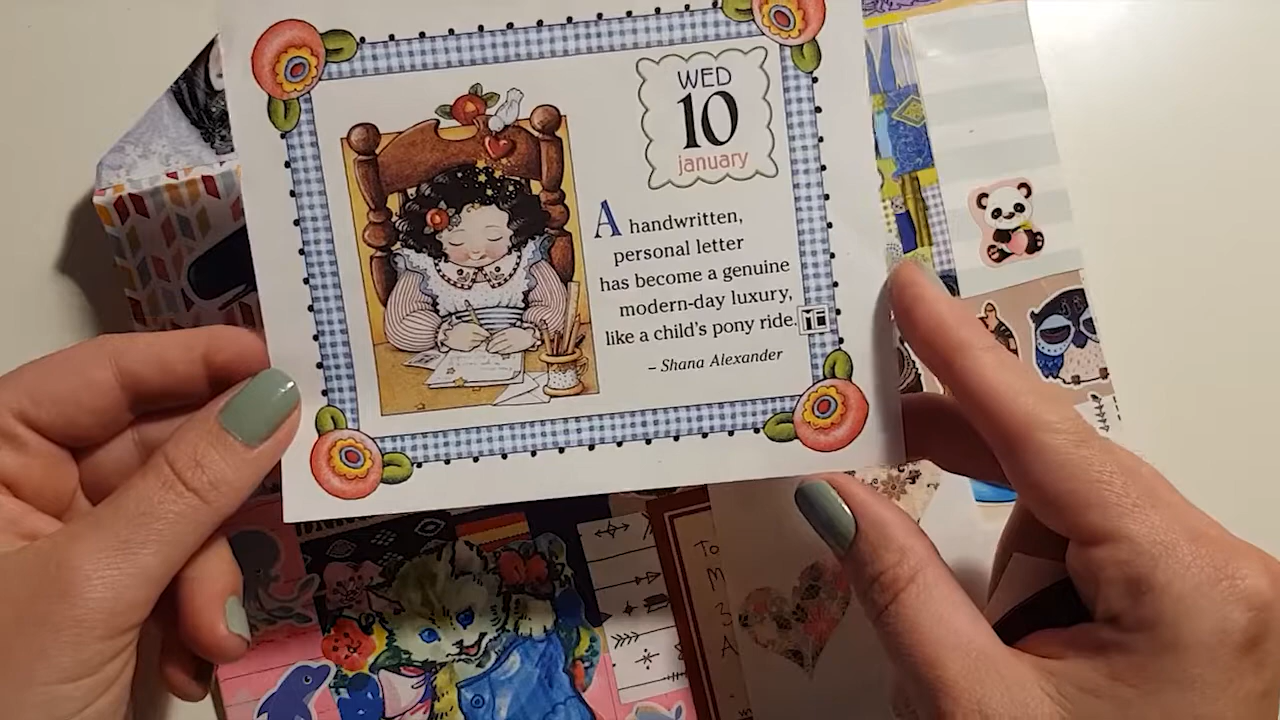 WED
10
january
A handwritten,
personal letter
has become a genuine
modern-day luxury,
like a child's pony ride.
– Shana Alexander
To
M
3
A